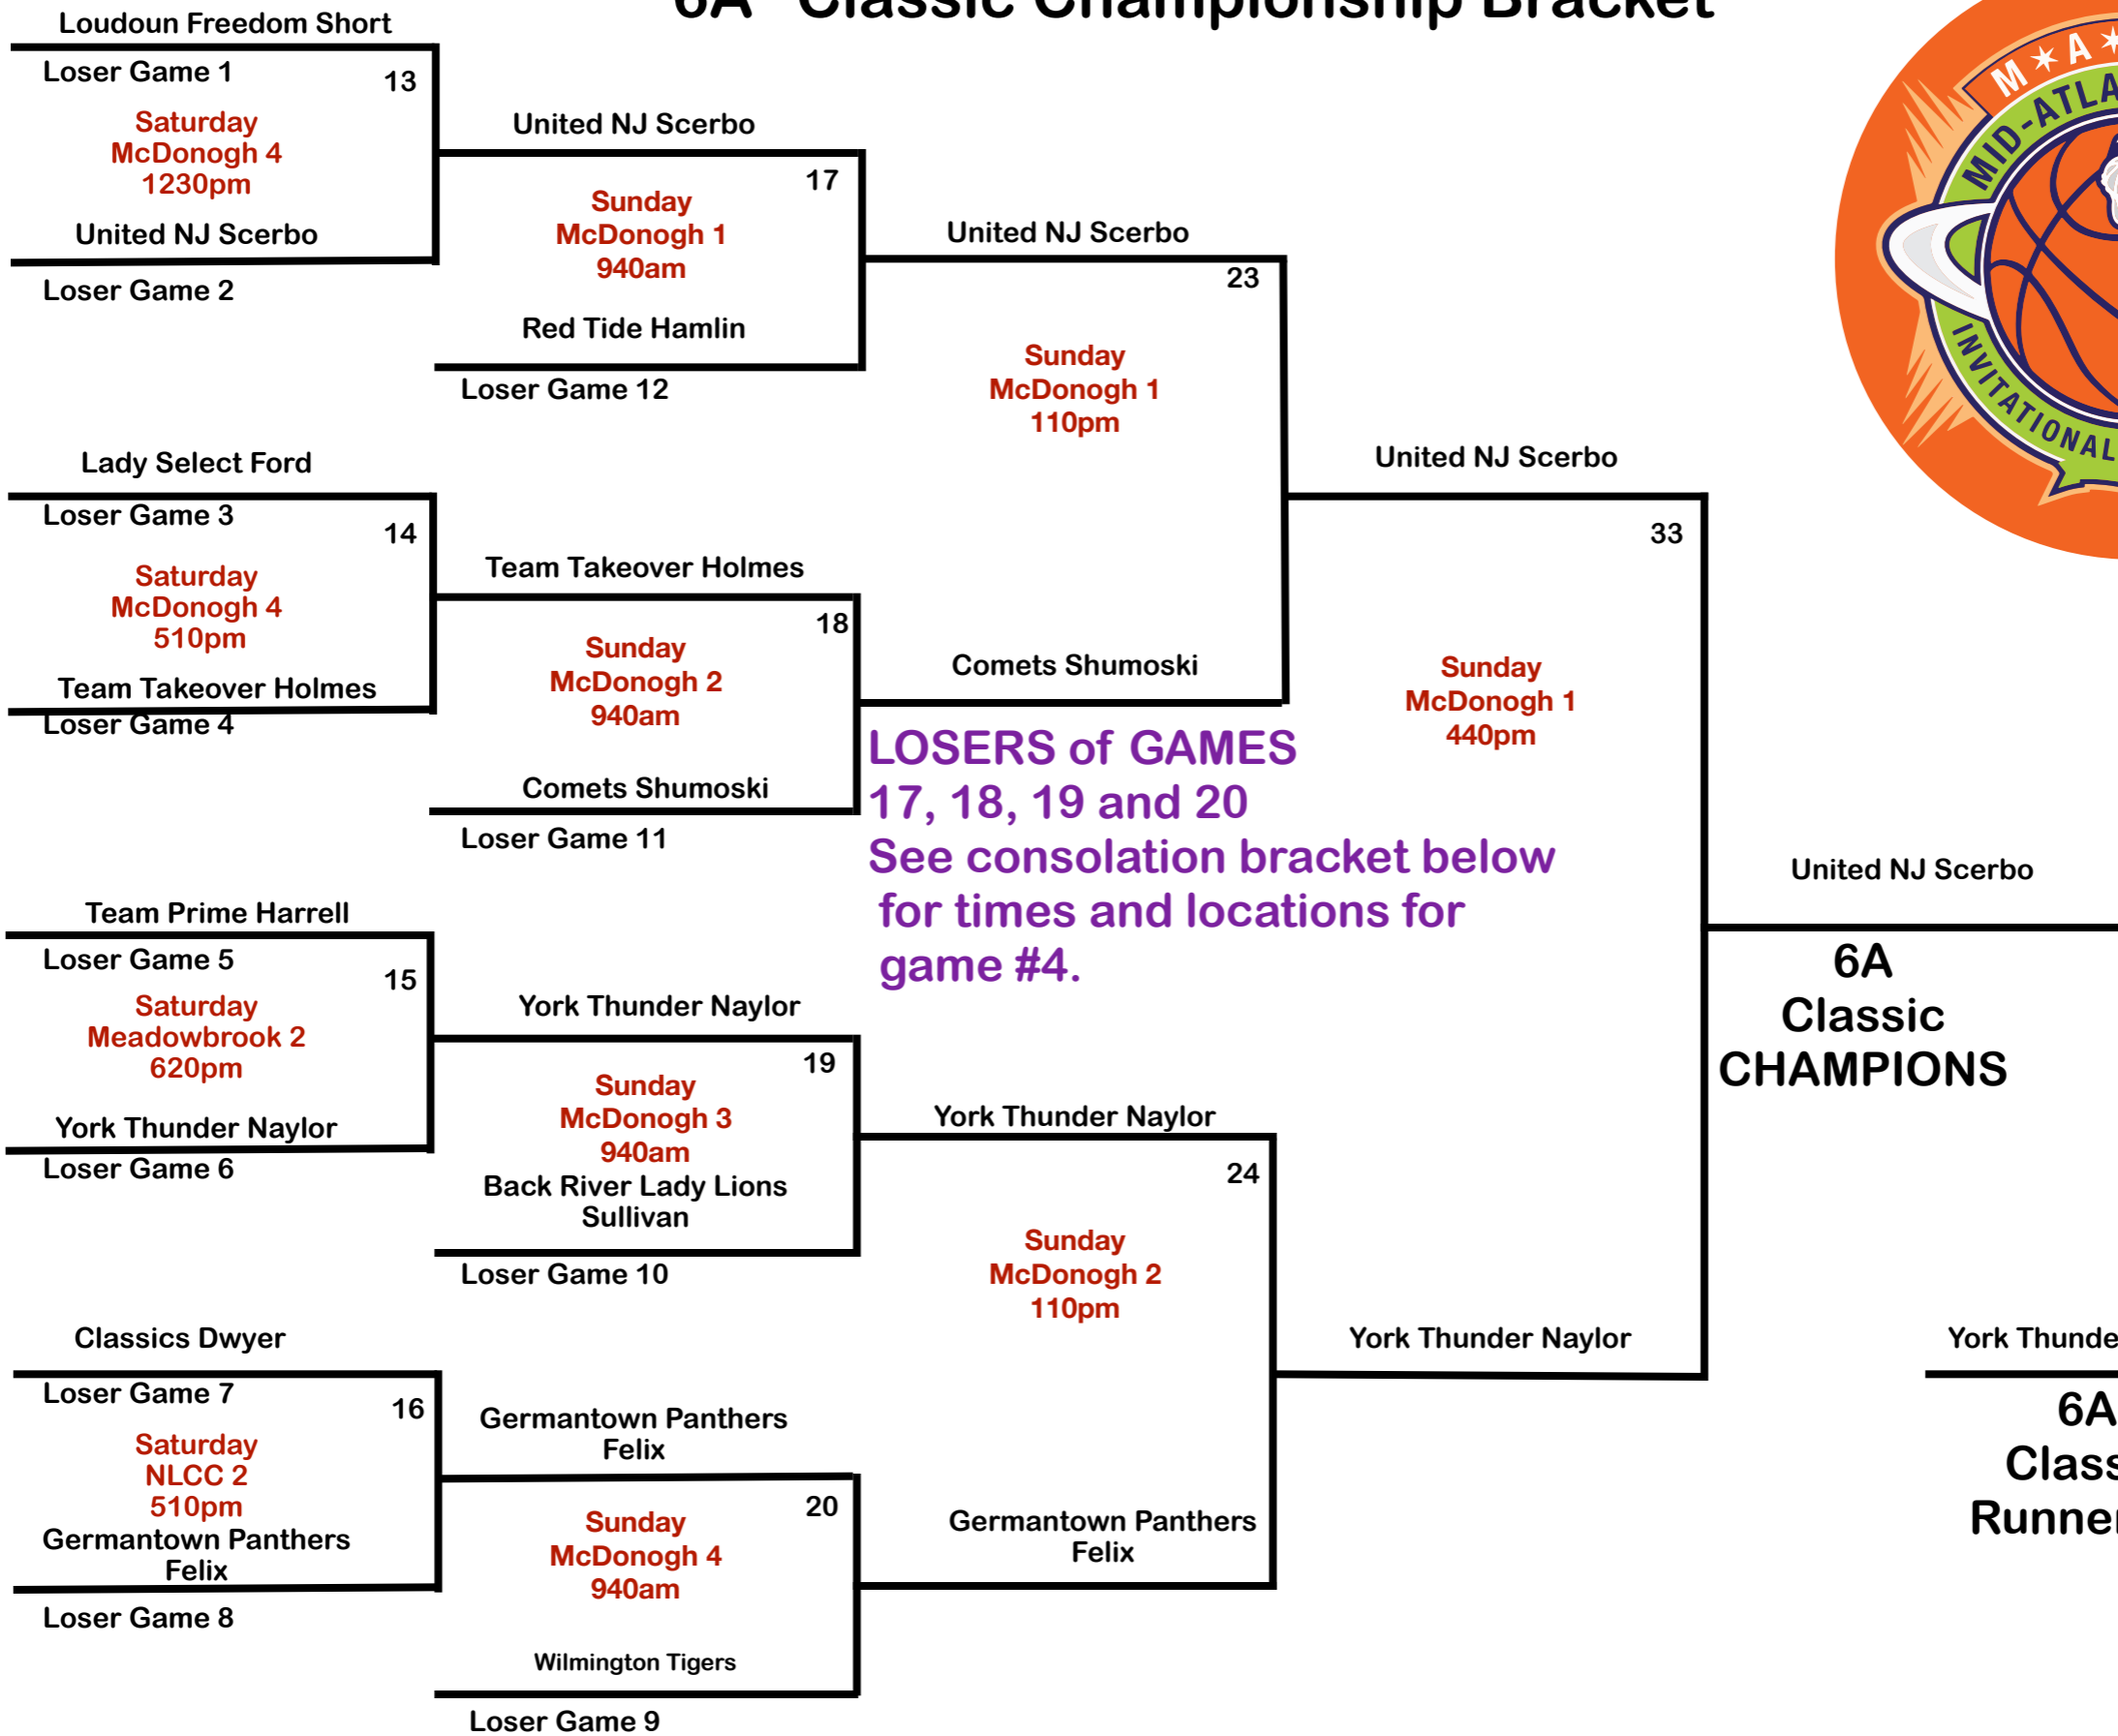 6A Classic Championship Bracket
Loudoun Freedom Short
Loser Game 1
13
Saturday
McDonogh 4
1230pm
United NJ Scerbo
Loser Game 2
United NJ Scerbo
17
Sunday
McDonogh 1
940am
Red Tide Hamlin
Loser Game 12
United NJ Scerbo
23
Sunday
McDonogh 1
110pm
Lady Select Ford
Loser Game 3
14
Saturday
McDonogh 4
510pm
Team Takeover Holmes
Loser Game 4
Team Takeover Holmes
18
Sunday
McDonogh 2
940am
Comets Shumoski
Loser Game 11
Comets Shumoski
United NJ Scerbo
33
Sunday
McDonogh 1
440pm
LOSERS of GAMES
17, 18, 19 and 20
See consolation bracket below
for times and locations for
game #4.
Team Prime Harrell
Loser Game 5
15
Saturday
Meadowbrook 2
620pm
York Thunder Naylor
Loser Game 6
York Thunder Naylor
19
Sunday
McDonogh 3
940am
Back River Lady Lions
Sullivan
Loser Game 10
York Thunder Naylor
24
Sunday
McDonogh 2
110pm
Classics Dwyer
Loser Game 7
16
Saturday
NLCC 2
510pm
Germantown Panthers
Felix
Loser Game 8
Germantown Panthers
Felix
20
Sunday
McDonogh 4
940am
Wilmington Tigers
Loser Game 9
Germantown Panthers
Felix
York Thunder Naylor
United NJ Scerbo
6A
Classic
CHAMPIONS
York Thunde
6A
Class
Runner
M A
MID-ATLA
INVITATIONAL